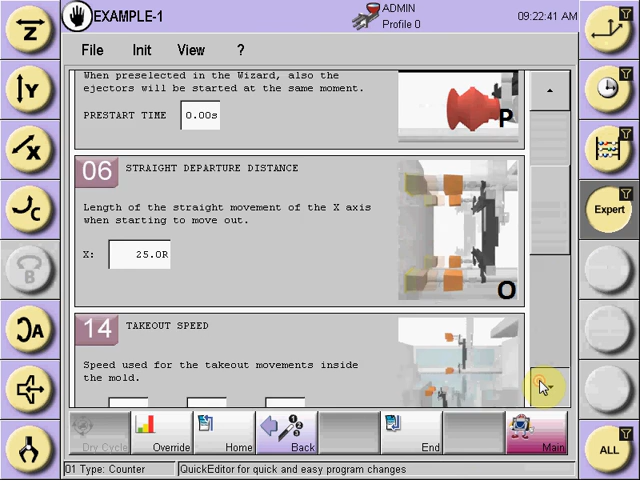 EXAMPLE-1
ADMIN
Profile 0
09:22:41 AM
File Init View ?
When preselected in the Wizard, also the
ejectors will be started at the same moment.
PRESTART TIME 0.00s
P
06 STRAIGHT DEPARTURE DISTANCE
Length of the straight movement of the X axis
when starting to move out.
X: 25.0R
O
14 TAKEOUT SPEED
Speed used for the takeout movements inside
the mold.
Z
Y
X
C
B
A
Expert
ALL
Dry Cycle Override Home Back End Main
01 Type: Counter QuickEditor for quick and easy program changes